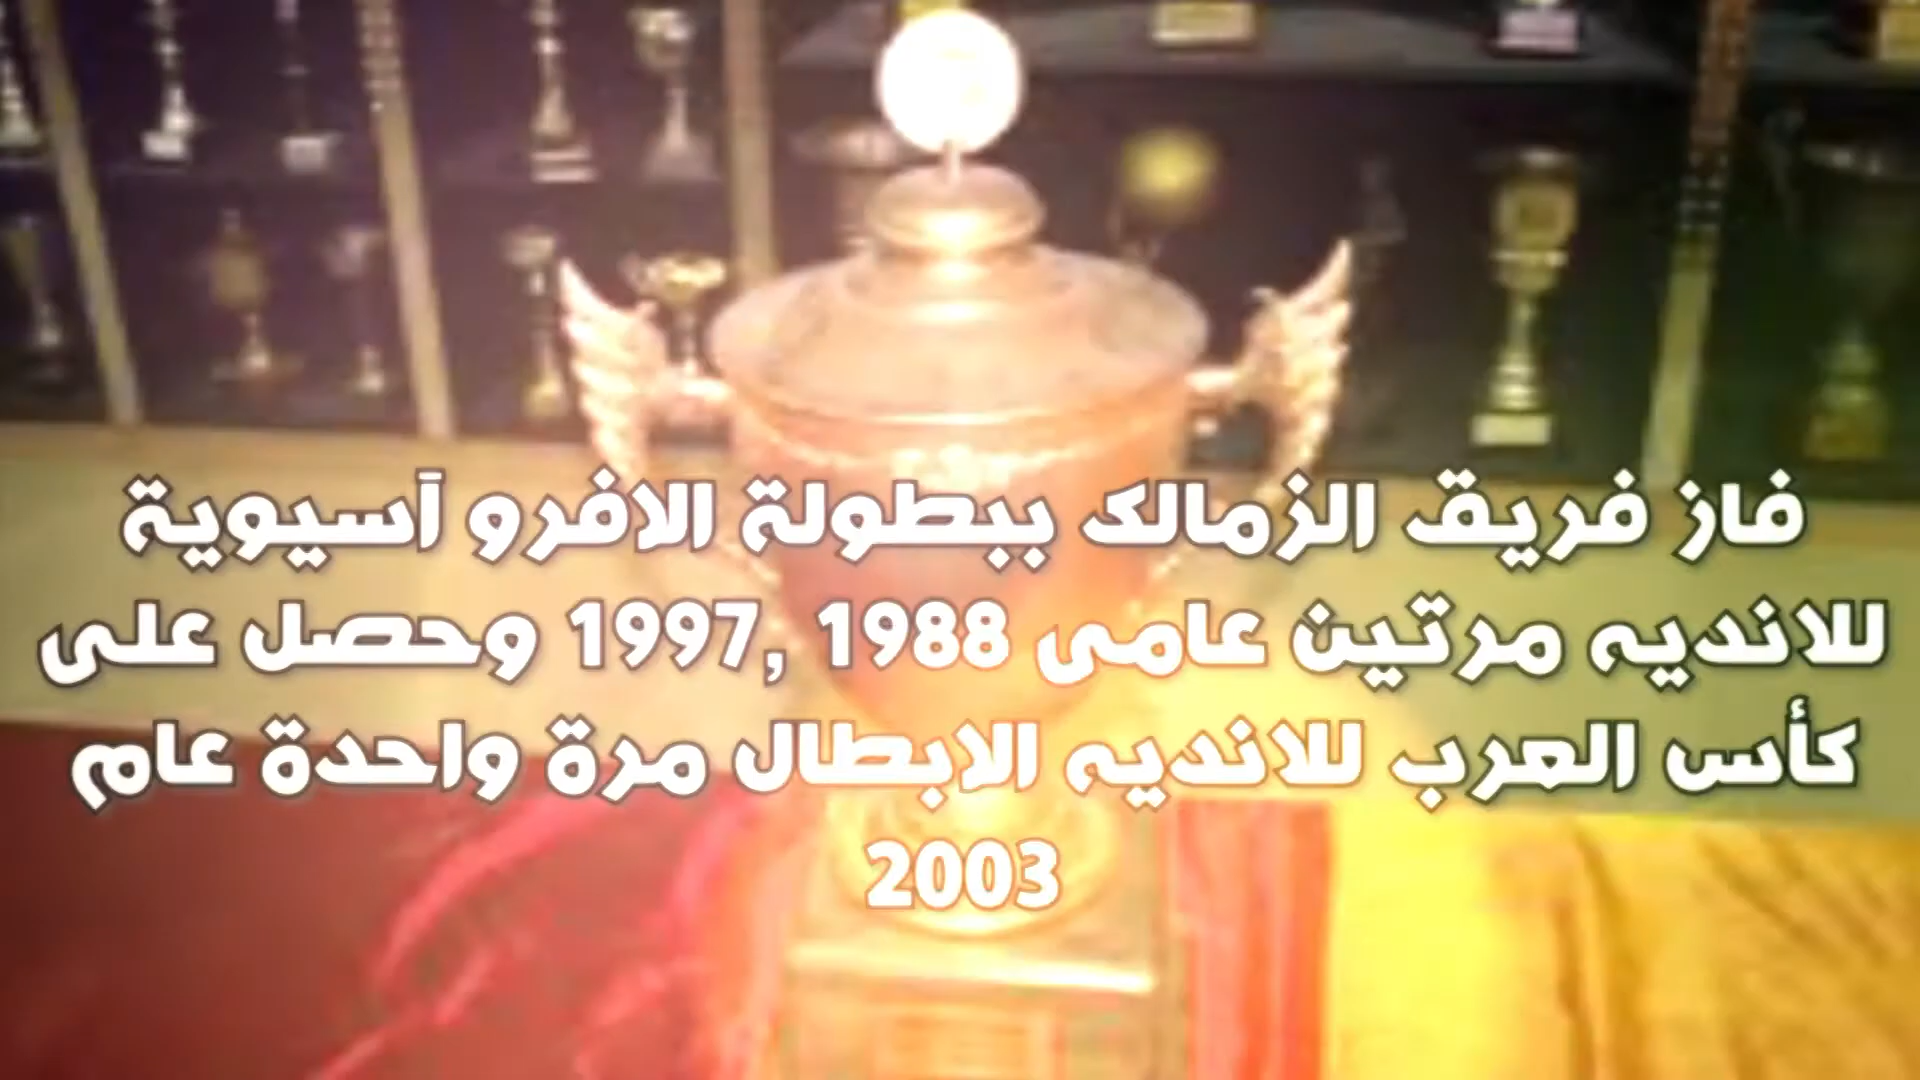 فاز فريق الزمالك ببطولة الافرو آسيوية
للانديه مرتين عامى 1988 ,1997 وحصل على
كأس العرب للانديه الابطال مرة واحدة عام
2003